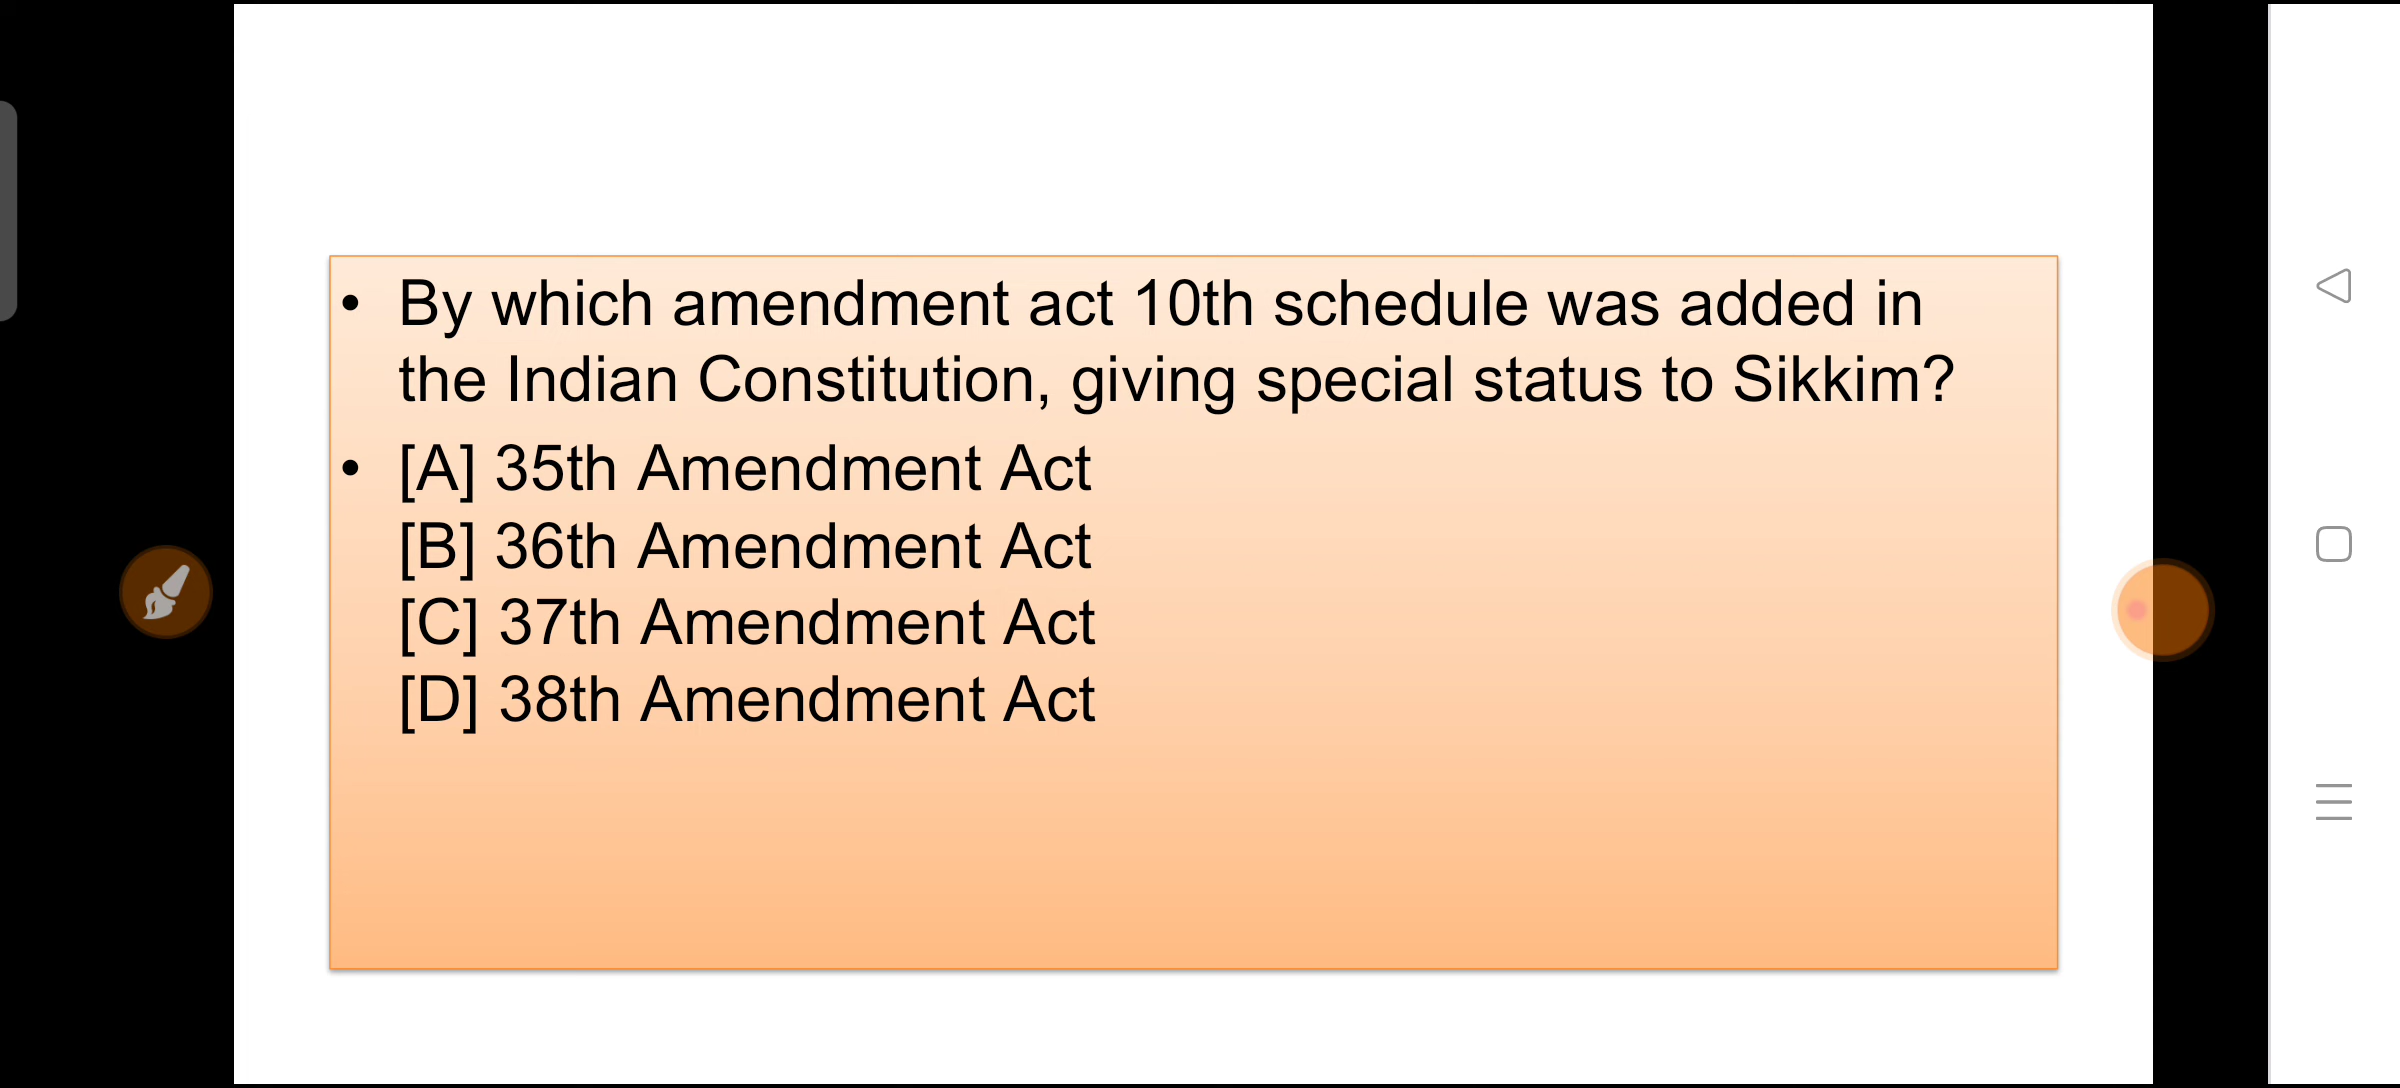 • By which amendment act 10th schedule was added in
the Indian Constitution, giving special status to Sikkim?
• [A] 35th Amendment Act
[B] 36th Amendment Act
[C] 37th Amendment Act
[D] 38th Amendment Act